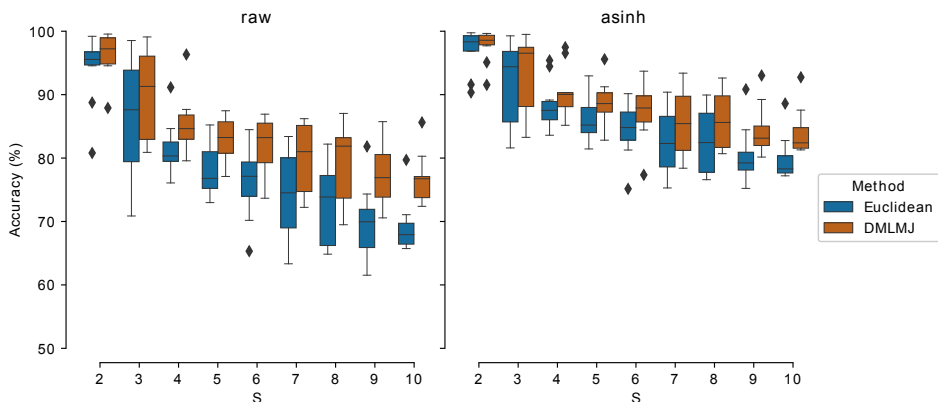 raw
asinh
100
90
80
70
60
50
Accuracy (%)
2 3 4 5 6 7 8 9 10
S
2 3 4 5 6 7 8 9 10
S
Method
Euclidean
DMLMJ